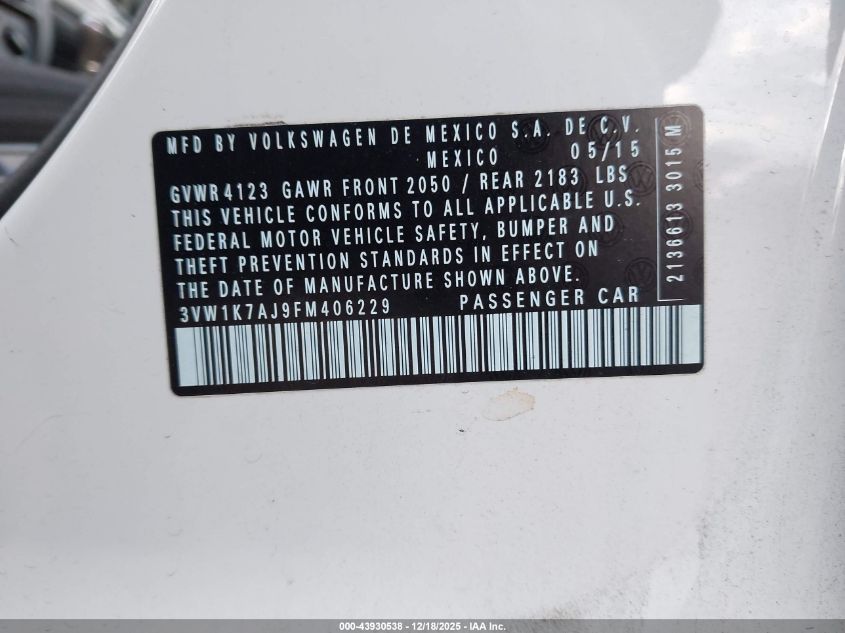 MFD BY VOLKSWAGEN DE MEXICO S.A. DE C.V.
MEXICO 05/15
GVWR 4123 GAWR FRONT 2050 / REAR 2183 LBS
THIS VEHICLE CONFORMS TO ALL APPLICABLE U.S.
FEDERAL MOTOR VEHICLE SAFETY, BUMPER AND
THEFT PREVENTION STANDARDS IN EFFECT ON
THE DATE OF MANUFACTURE SHOWN ABOVE.
3VW1K7AJ9FM406229 PASSENGER CAR
2136613 3015 M
000-43930538 - 12/18/2025 - IAA Inc.